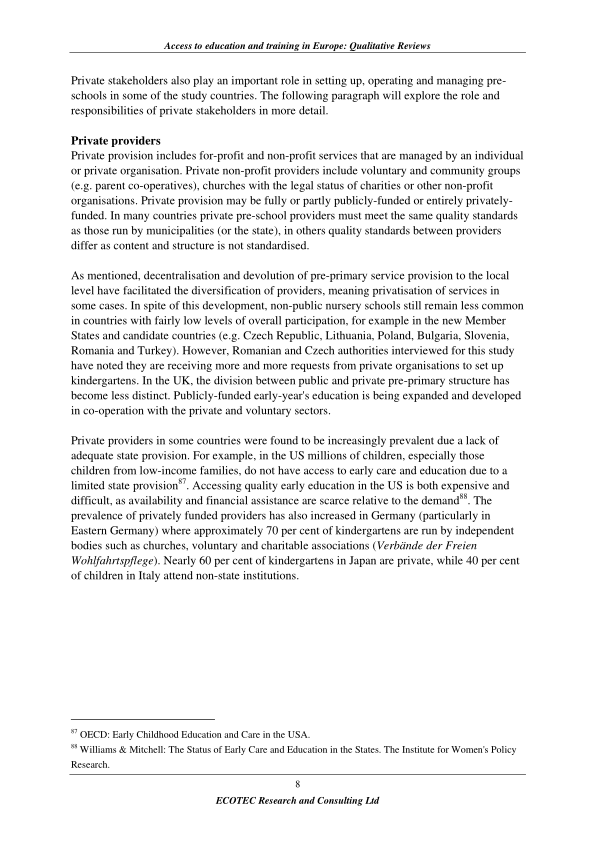 Access to education and training in Europe: Qualitative Reviews
Private stakeholders also play an important role in setting up, operating and managing pre-
schools in some of the study countries. The following paragraph will explore the role and
responsibilities of private stakeholders in more detail.
Private providers
Private provision includes for-profit and non-profit services that are managed by an individual
or private organisation. Private non-profit providers include voluntary and community groups
(e.g. parent co-operatives), churches with the legal status of charities or other non-profit
organisations. Private provision may be fully or partly publicly-funded or entirely privately-
funded. In many countries private pre-school providers must meet the same quality standards
as those run by municipalities (or the state), in others quality standards between providers
differ as content and structure is not standardised.
As mentioned, decentralisation and devolution of pre-primary service provision to the local
level have facilitated the diversification of providers, meaning privatisation of services in
some cases. In spite of this development, non-public nursery schools still remain less common
in countries with fairly low levels of overall participation, for example in the new Member
States and candidate countries (e.g. Czech Republic, Lithuania, Poland, Bulgaria, Slovenia,
Romania and Turkey). However, Romanian and Czech authorities interviewed for this study
have noted they are receiving more and more requests from private organisations to set up
kindergartens. In the UK, the division between public and private pre-primary structure has
become less distinct. Publicly-funded early-year's education is being expanded and developed
in co-operation with the private and voluntary sectors.
Private providers in some countries were found to be increasingly prevalent due a lack of
adequate state provision. For example, in the US millions of children, especially those
children from low-income families, do not have access to early care and education due to a
limited state provision87. Accessing quality early education in the US is both expensive and
difficult, as availability and financial assistance are scarce relative to the demand88. The
prevalence of privately funded providers has also increased in Germany (particularly in
Eastern Germany) where approximately 70 per cent of kindergartens are run by independent
bodies such as churches, voluntary and charitable associations (Verbände der Freien
Wohlfahrtspflege). Nearly 60 per cent of kindergartens in Japan are private, while 40 per cent
of children in Italy attend non-state institutions.
87 OECD: Early Childhood Education and Care in the USA.
88 Williams & Mitchell: The Status of Early Care and Education in the States. The Institute for Women's Policy
Research.
8
ECOTEC Research and Consulting Ltd